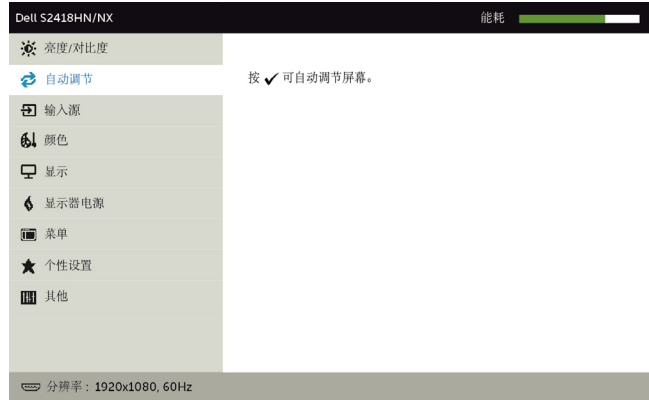 Dell S2418HN/NX 能耗
亮度/对比度
自动调节
按 ✓ 可自动调节屏幕。
输入源
颜色
显示
显示器电源
菜单
个性设置
其他
分辨率 : 1920x1080, 60Hz